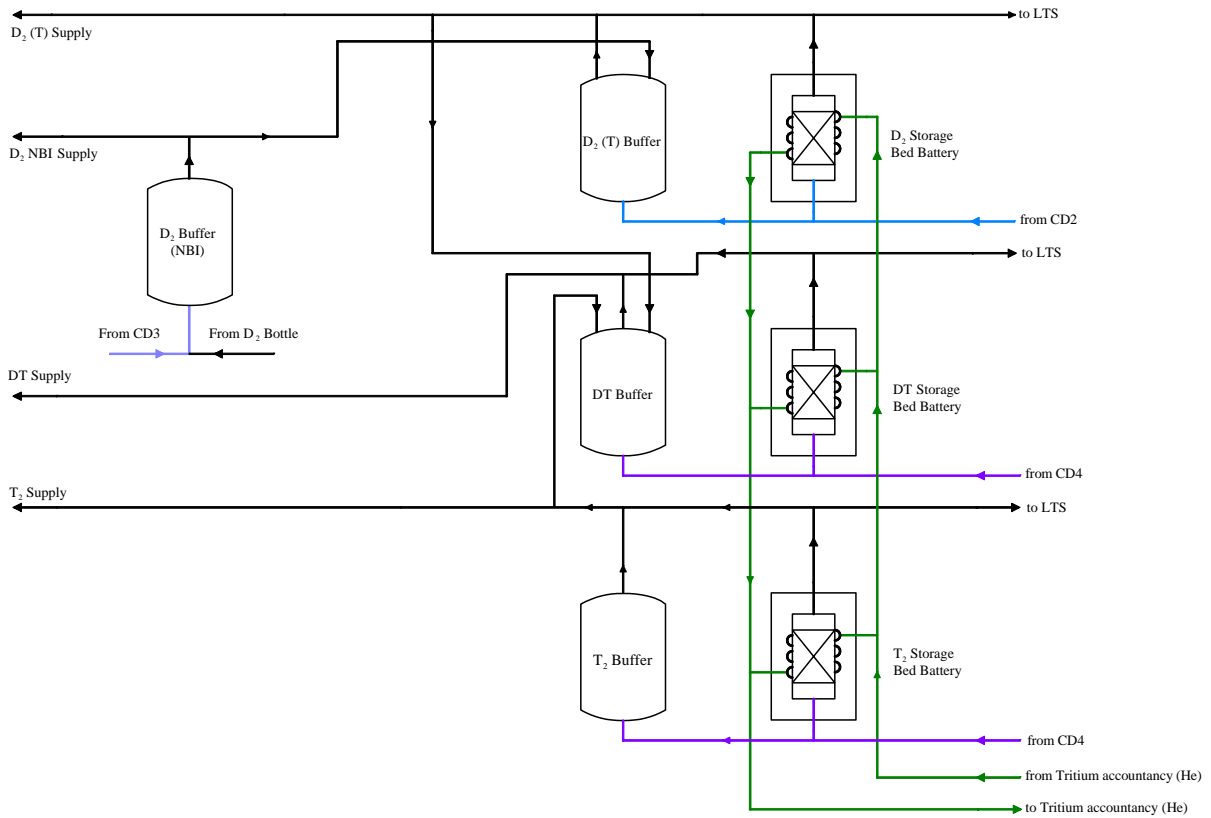 to LTS
D₂ (T) Supply
D₂ (T) Buffer
D₂ Storage
Bed Battery
D₂ NBI Supply
D₂ Buffer
(NBI)
from CD2
to LTS
From CD3
From D₂ Bottle
DT Supply
DT Buffer
DT Storage
Bed Battery
from CD4
T₂ Supply
to LTS
T₂ Buffer
T₂ Storage
Bed Battery
from CD4
from Tritium accountancy (He)
to Tritium accountancy (He)